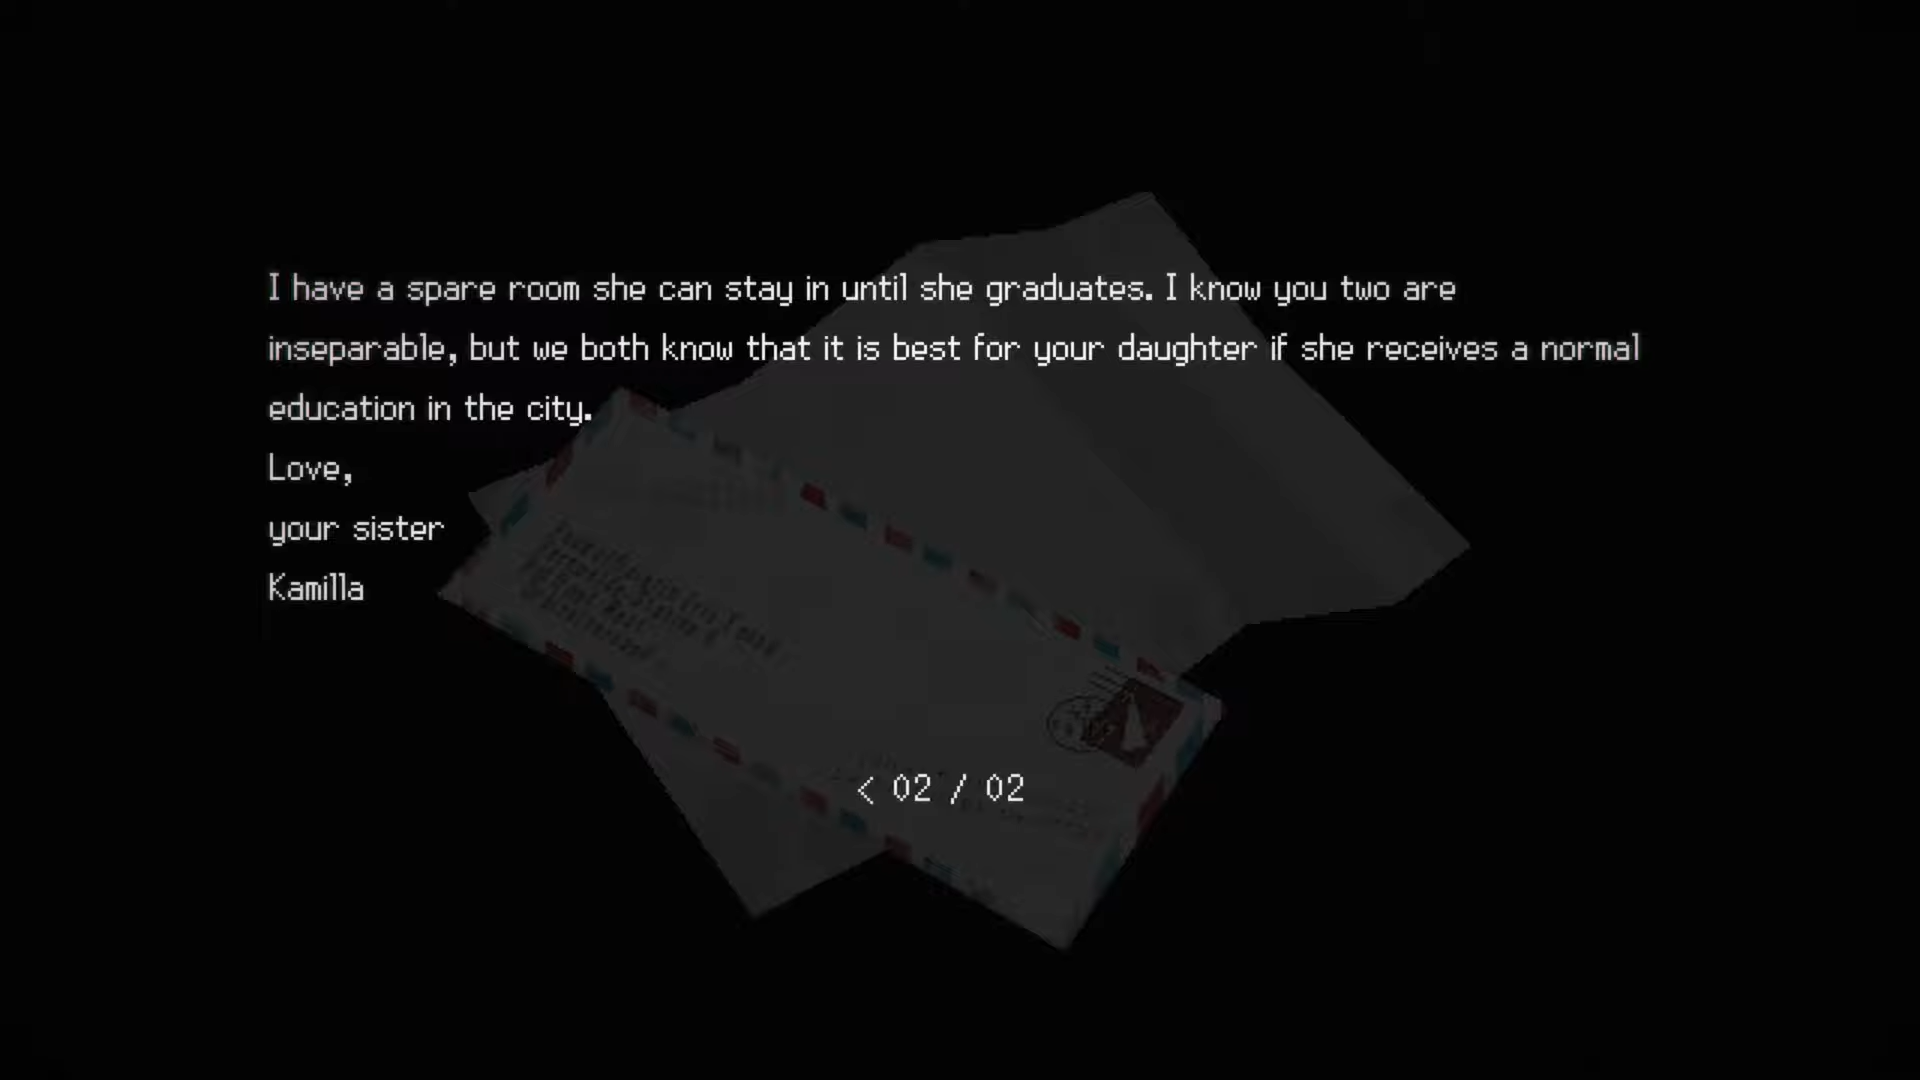 I have a spare room she can stay in until she graduates. I know you two are
inseparable, but we both know that it is best for your daughter if she receives a normal
education in the city.
Love,
your sister
Kamilla
< 02 / 02